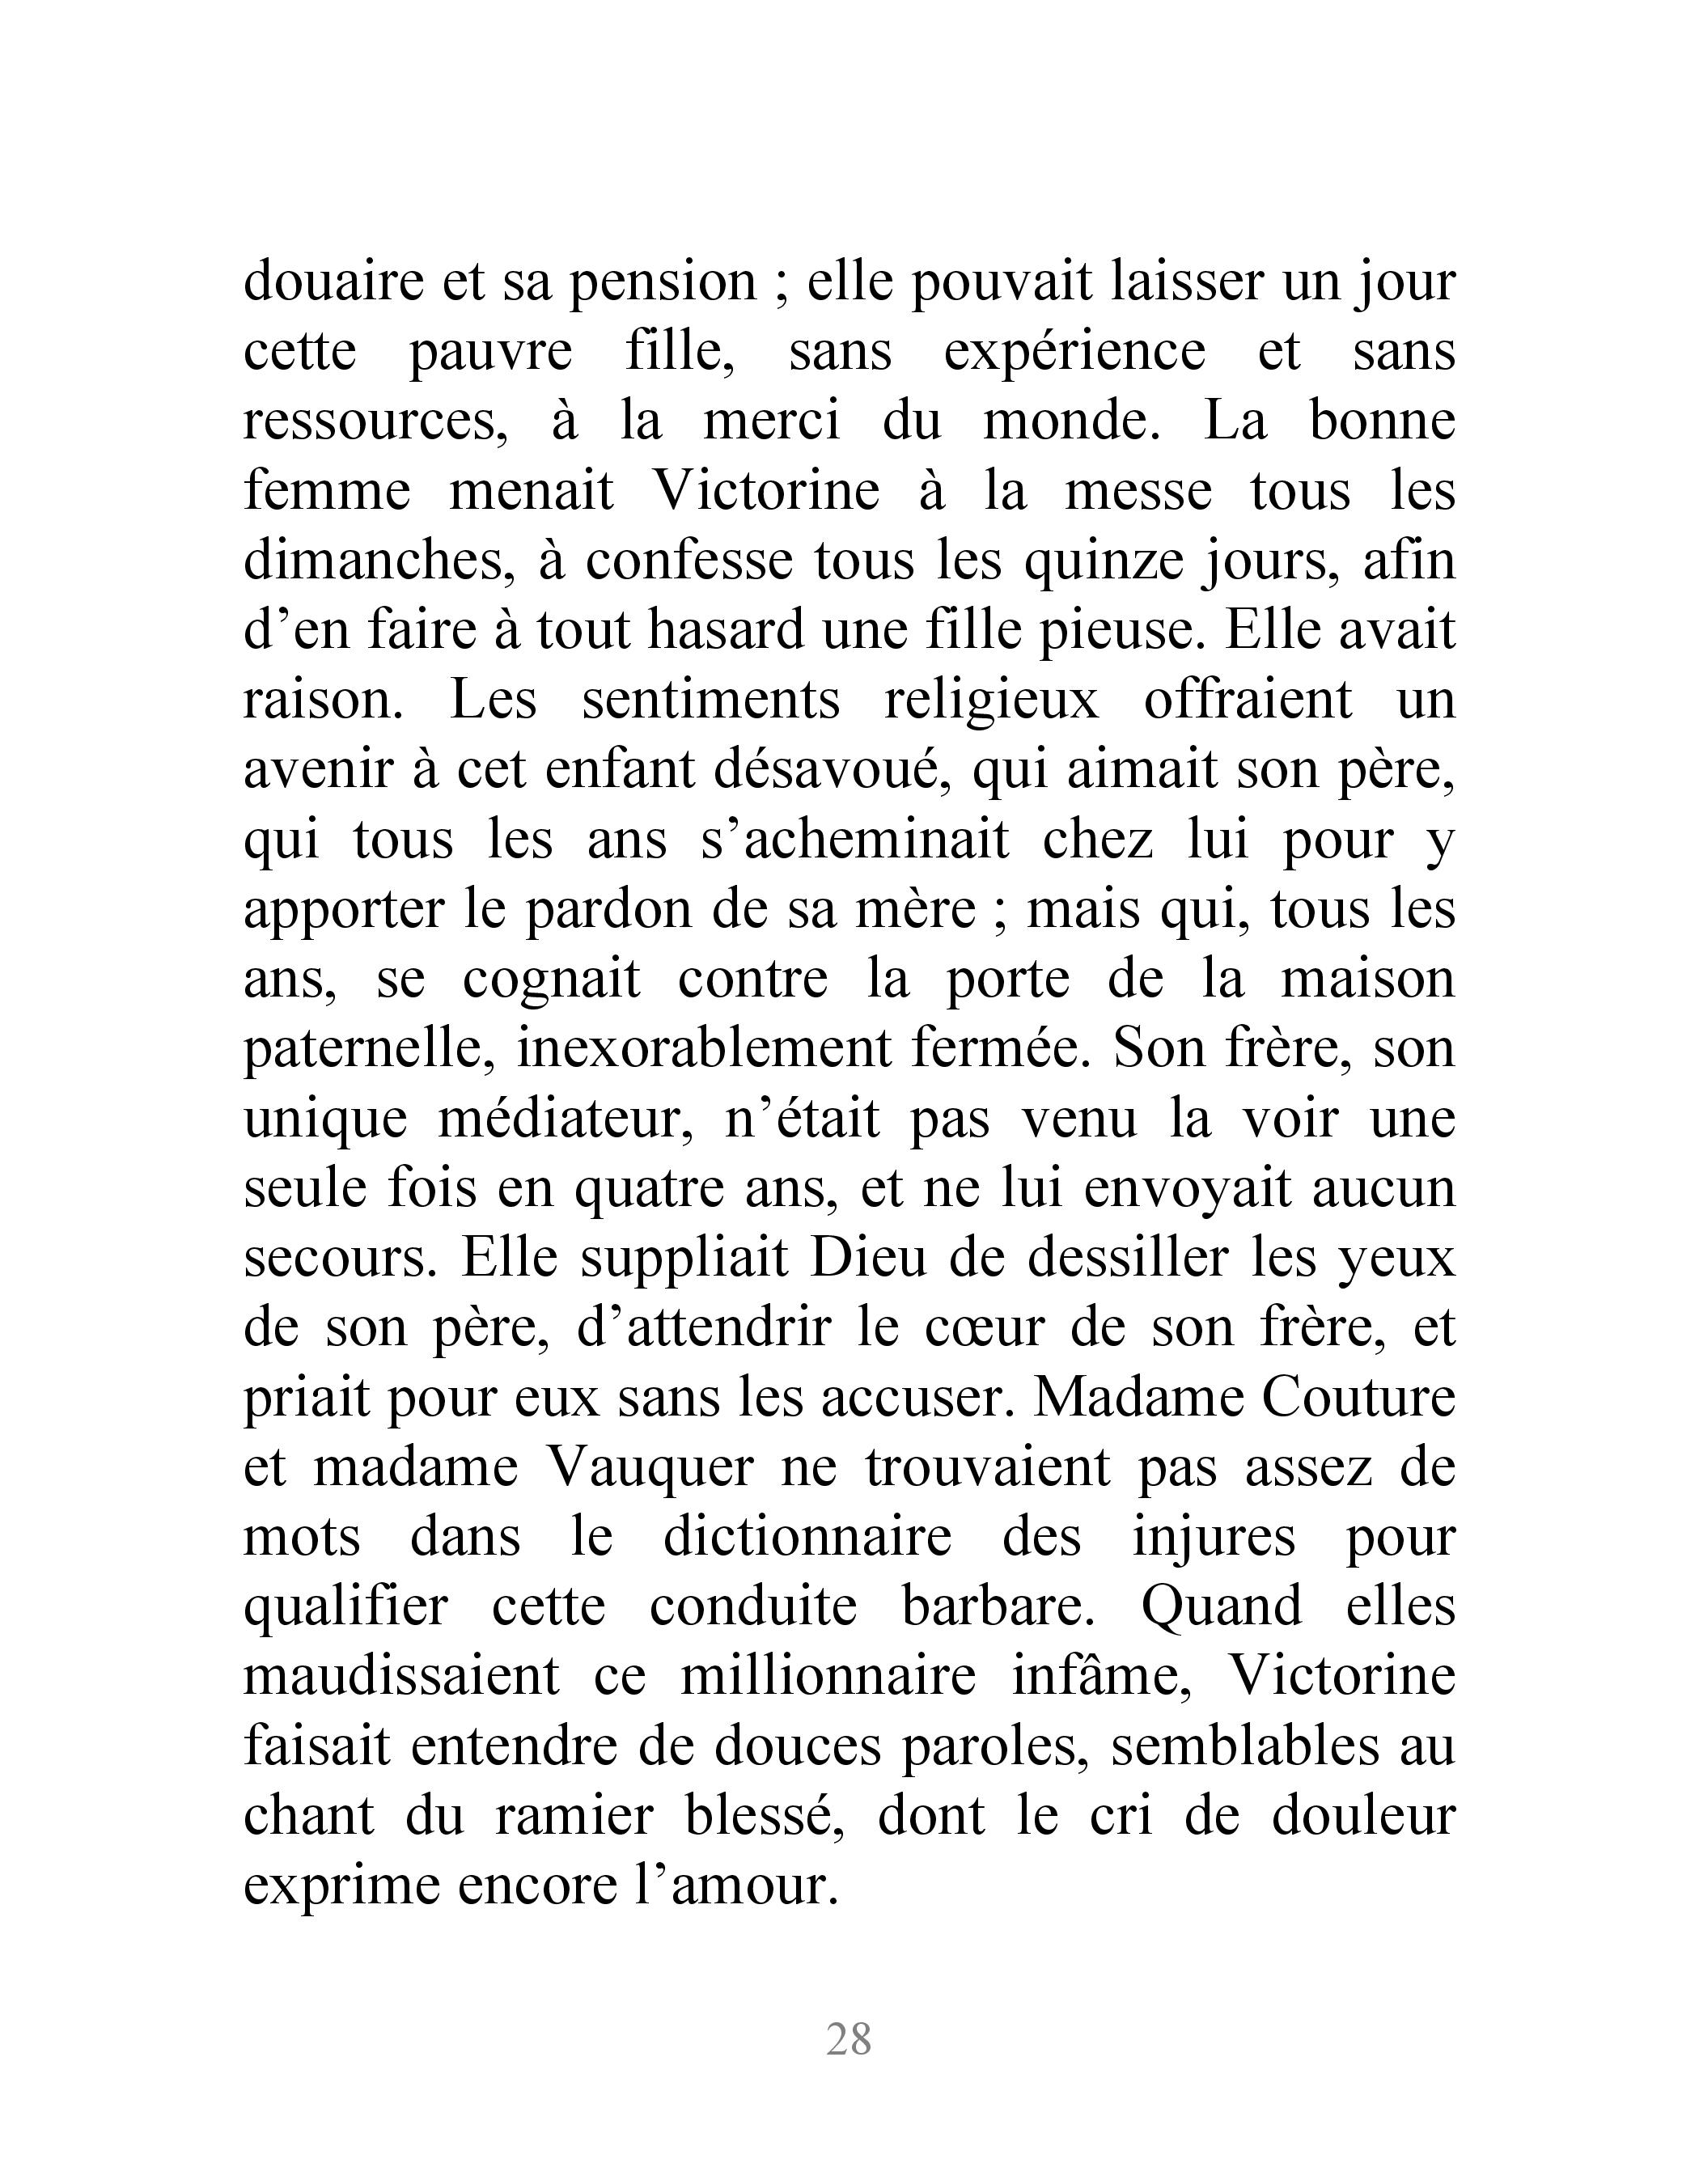 douaire et sa pension ; elle pouvait laisser un jour
cette pauvre fille, sans expérience et sans
ressources, à la merci du monde. La bonne
femme menait Victorine à la messe tous les
dimanches, à confesse tous les quinze jours, afin
d’en faire à tout hasard une fille pieuse. Elle avait
raison. Les sentiments religieux offraient un
avenir à cet enfant désavoué, qui aimait son père,
qui tous les ans s’acheminait chez lui pour y
apporter le pardon de sa mère ; mais qui, tous les
ans, se cognait contre la porte de la maison
paternelle, inexorablement fermée. Son frère, son
unique médiateur, n’était pas venu la voir une
seule fois en quatre ans, et ne lui envoyait aucun
secours. Elle suppliait Dieu de dessiller les yeux
de son père, d’attendrir le cœur de son frère, et
priait pour eux sans les accuser. Madame Couture
et madame Vauquer ne trouvaient pas assez de
mots dans le dictionnaire des injures pour
qualifier cette conduite barbare. Quand elles
maudissaient ce millionnaire infâme, Victorine
faisait entendre de douces paroles, semblables au
chant du ramier blessé, dont le cri de douleur
exprime encore l’amour.
28